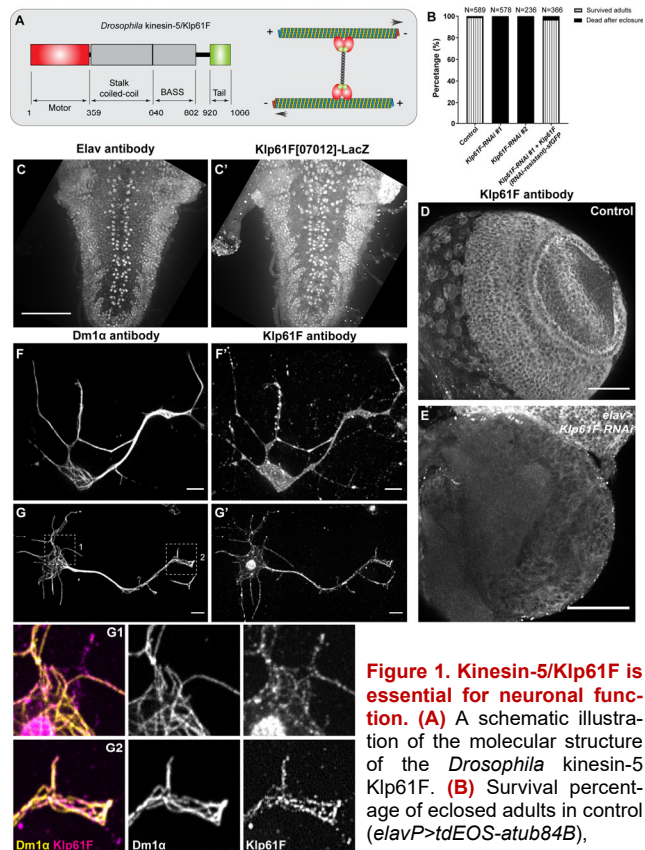 A
Drosophila kinesin-5/Klp61F
Stalk
coiled-coil
BASS
Tail
Motor
1 359 640 802 920 1066
+ -
- +
B
Survived adults
Dead after eclosure
N=589 N=578 N=236 N=366
Percetange (%)
100
80
60
40
20
0
Control
Klp61F-RNAi #1
Klp61F-RNAi #2
Klp61F-RNAi #1 + Klp61F
(RNAi-resistant)-sfGFP
Elav antibody
Klp61F[07012]-LacZ
C
C'
Klp61F antibody
D
Control
E
elav>
Klp61F-RNAi
Dm1α antibody
Klp61F antibody
F
F'
G
1
2
G'
G1
G2
Dm1α Klp61F
Dm1α
Klp61F
Figure 1. Kinesin-5/Klp61F is
essential for neuronal func-
tion. (A) A schematic illustra-
tion of the molecular structure
of the Drosophila kinesin-5
Klp61F. (B) Survival percent-
age of eclosed adults in control
(elavP>tdEOS-atub84B),